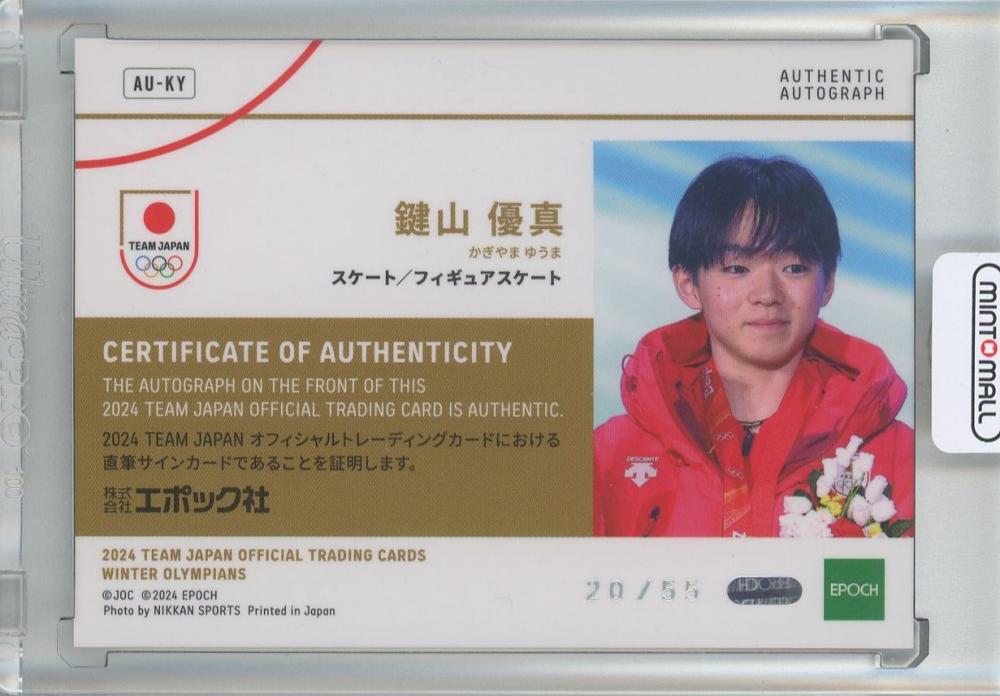 AU-KY
AUTHENTIC
AUTOGRAPH
TEAM JAPAN
鍵山 優真
かぎやま ゆうま
スケート／フィギュアスケート
CERTIFICATE OF AUTHENTICITY
THE AUTOGRAPH ON THE FRONT OF THIS
2024 TEAM JAPAN OFFICIAL TRADING CARD IS AUTHENTIC.
2024 TEAM JAPAN オフィシャルトレーディングカードにおける
直筆サインカードであることを証明します。
株式会社エポック社
DESCENTE
2024 TEAM JAPAN OFFICIAL TRADING CARDS
WINTER OLYMPIANS
©JOC ©2024 EPOCH
Photo by NIKKAN SPORTS Printed in Japan
20/55
EPOCH
MINTOMALL